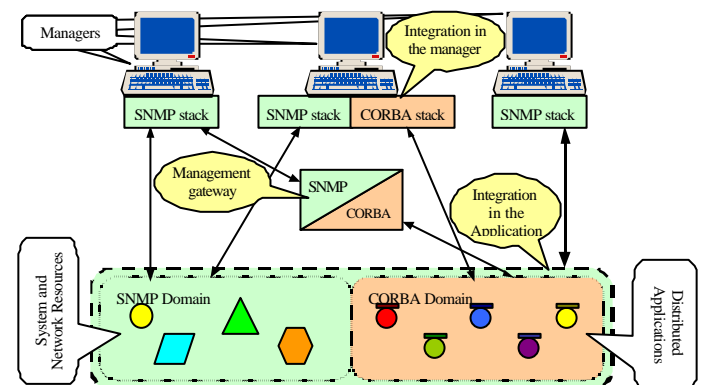 Managers
Integration in
the manager
SNMP stack
SNMP stack
CORBA stack
SNMP stack
Management
gateway
SNMP
CORBA
Integration
in the
Application
System and
Network Resources
SNMP Domain
CORBA Domain
Distributed
Applications